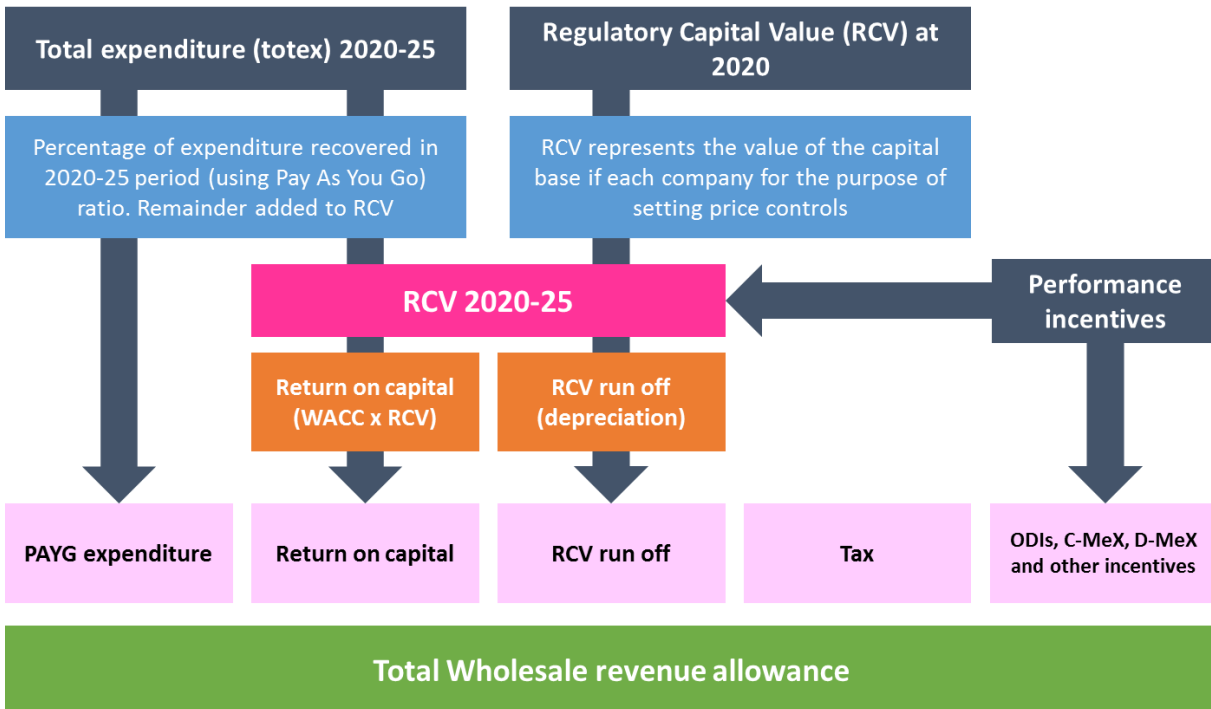 Total expenditure (totex) 2020-25
Regulatory Capital Value (RCV) at
2020
Percentage of expenditure recovered in
2020-25 period (using Pay As You Go)
ratio. Remainder added to RCV
RCV represents the value of the capital
base if each company for the purpose of
setting price controls
RCV 2020-25
Performance
incentives
Return on capital
(WACC x RCV)
RCV run off
(depreciation)
PAYG expenditure
Return on capital
RCV run off
Tax
ODIs, C-MeX, D-MeX
and other incentives
Total Wholesale revenue allowance